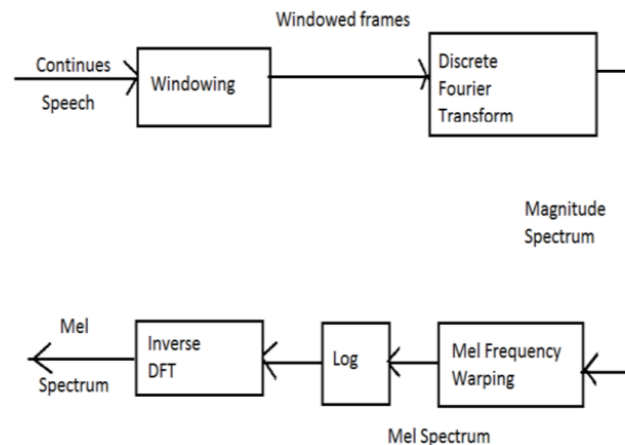 Windowed frames
Continues
Speech
Windowing
Discrete
Fourier
Transform
Magnitude
Spectrum
Mel
Spectrum
Inverse
DFT
Log
Mel Frequency
Warping
Mel Spectrum